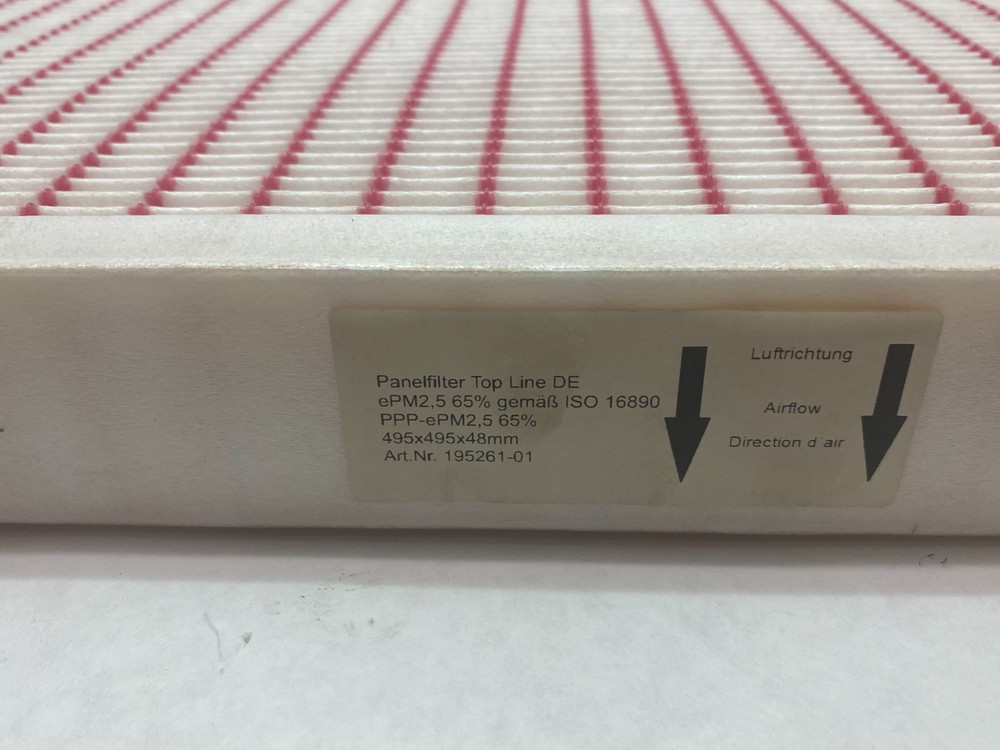 Panelfilter Top Line DE
ePM2,5 65% gemäß ISO 16890
PPP-ePM2,5 65%
495x495x48mm
Art.Nr. 195261-01
Luftrichtung
Airflow
Direction d´air